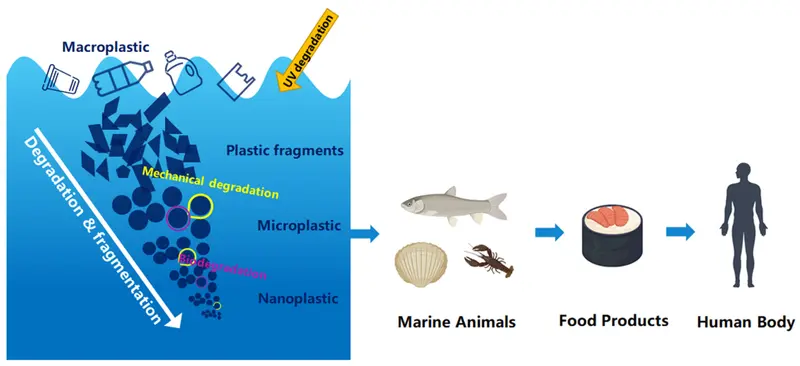 Macroplastic
UV degradation
Plastic fragments
Mechanical degradation
Degradation & fragmentation
Microplastic
Biodegradation
Nanoplastic
Marine Animals
Food Products
Human Body